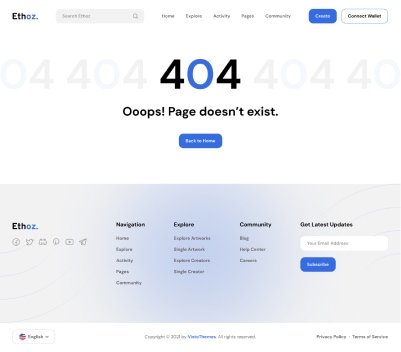 Ethoz.
Search Ethoz
Home
Explore
Activity
Pages
Community
Create
Connect Wallet
04 404 404 404 40
Ooops! Page doesn't exist.
Back to Home
Ethoz.
Navigation
Home
Explore
Activity
Pages
Community
Explore
Explore Artworks
Single Artwork
Explore Creators
Single Creator
Community
Blog
Help Center
Careers
Get Latest Updates
Your Email Address
Subscribe
English
Copyright © 2021 by VistaThemes. All rights reserved.
Privacy Policy • Terms of Service